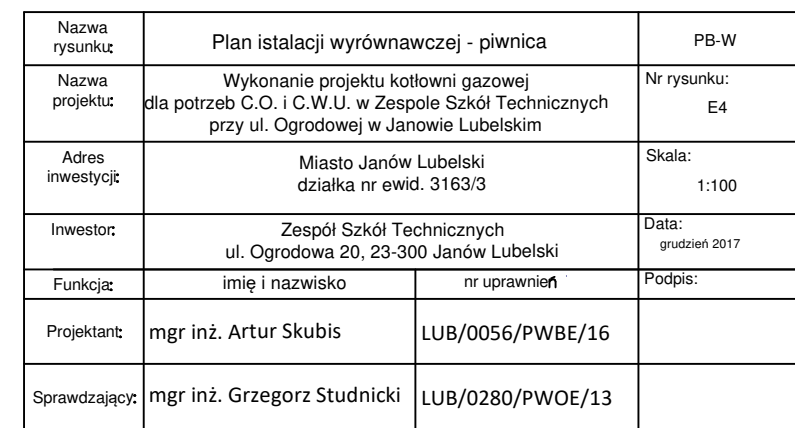 Nazwa rysunku:
Plan istalacji wyrównawczej - piwnica
PB-W
Nazwa projektu:
Wykonanie projektu kotłowni gazowej
dla potrzeb C.O. i C.W.U. w Zespole Szkół Technicznych
przy ul. Ogrodowej w Janowie Lubelskim
Nr rysunku:
E4
Adres inwestycji:
Miasto Janów Lubelski
działka nr ewid. 3163/3
Skala:
1:100
Inwestor:
Zespół Szkół Technicznych
ul. Ogrodowa 20, 23-300 Janów Lubelski
Data:
grudzień 2017
Funkcja:
imię i nazwisko
nr uprawnień
Podpis:
Projektant:
mgr inż. Artur Skubis
LUB/0056/PWBE/16
Sprawdzający:
mgr inż. Grzegorz Studnicki
LUB/0280/PWOE/13